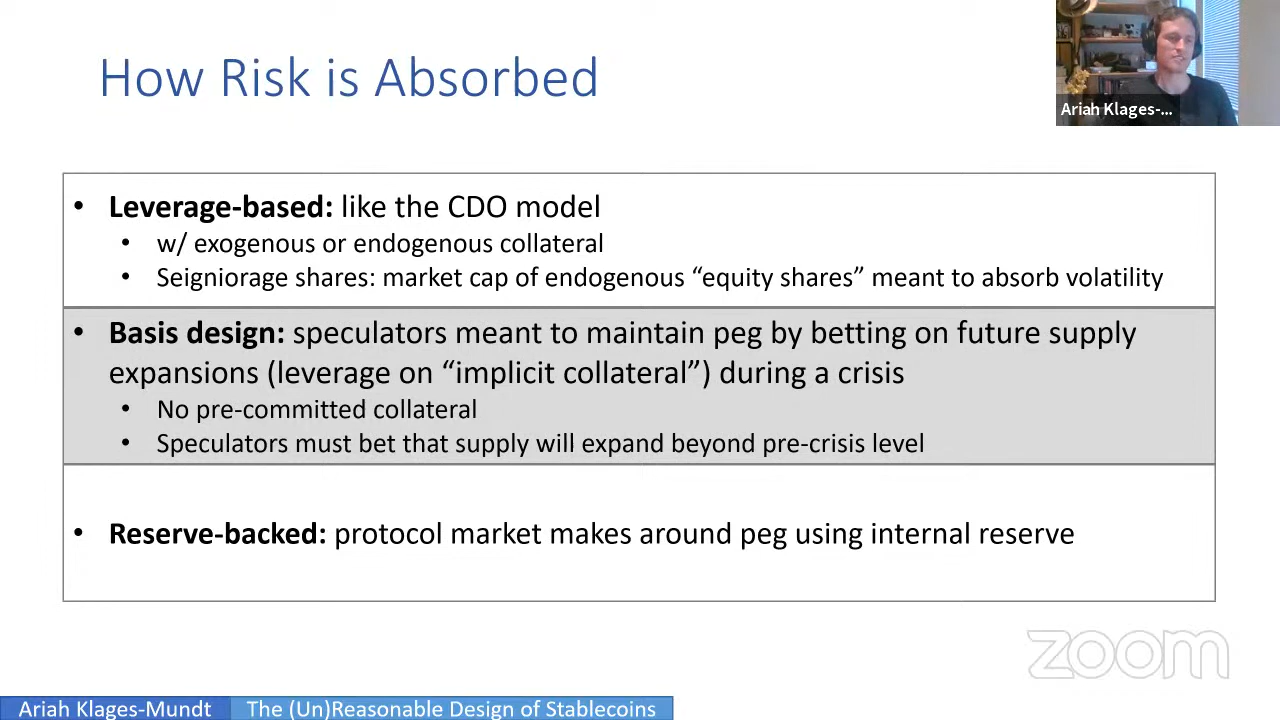 How Risk is Absorbed
Ariah Klages-...
• Leverage-based: like the CDO model
• w/ exogenous or endogenous collateral
• Seigniorage shares: market cap of endogenous “equity shares” meant to absorb volatility
• Basis design: speculators meant to maintain peg by betting on future supply
expansions (leverage on “implicit collateral”) during a crisis
• No pre-committed collateral
• Speculators must bet that supply will expand beyond pre-crisis level
• Reserve-backed: protocol market makes around peg using internal reserve
zoom
Ariah Klages-Mundt
The (Un)Reasonable Design of Stablecoins